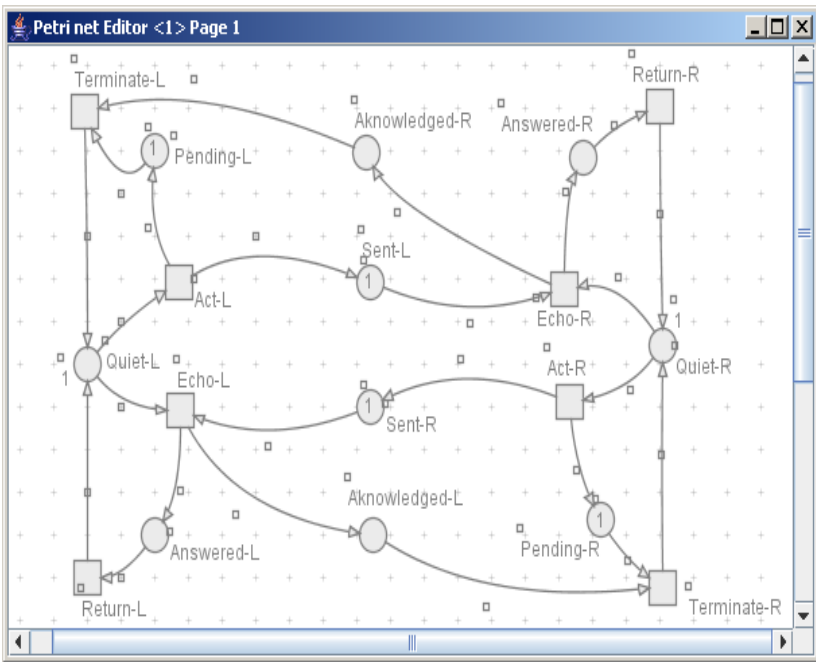 Petri net Editor <1> Page 1
Terminate-L
Return-R
Aknowledged-R
Answered-R
1
Pending-L
Sent-L
1
Act-L
Echo-R
1
Quiet-L
1
Quiet-R
Echo-L
Act-R
1
Sent-R
Aknowledged-L
1
Pending-R
Answered-L
Return-L
Terminate-R